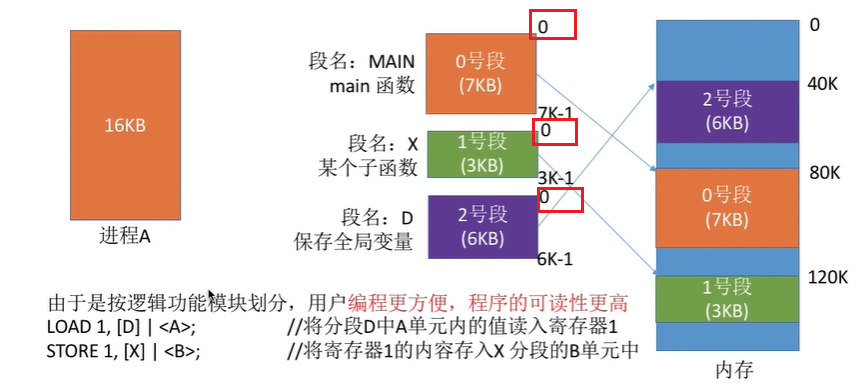 16KB
进程A
段名：MAIN
main 函数
0号段
(7KB)
0
7K-1
段名：X
某个子函数
1号段
(3KB)
0
3K-1
段名：D
保存全局变量
2号段
(6KB)
0
6K-1
0
40K
2号段
(6KB)
80K
0号段
(7KB)
120K
1号段
(3KB)
内存
由于是按逻辑功能模块划分，用户编程更方便，程序的可读性更高
LOAD 1, [D] | <A>; //将分段D中A单元内的值读入寄存器1
STORE 1, [X] | <B>; //将寄存器1的内容存入X 分段的B单元中